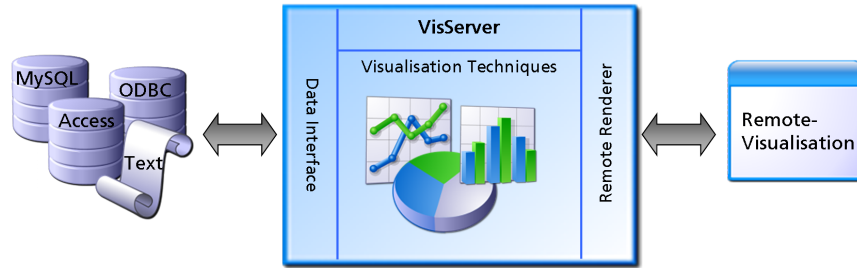 MySQL
ODBC
Access
Text
VisServer
Data Interface
Visualisation Techniques
Remote Renderer
Remote-
Visualisation